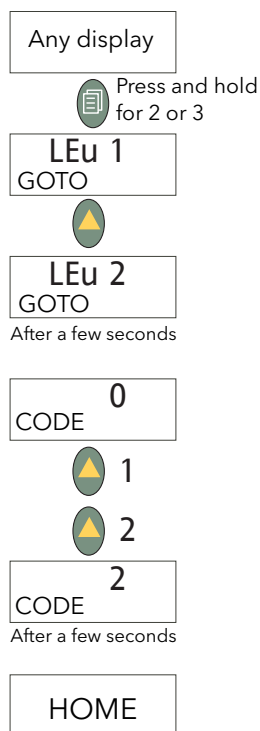 Any display
Press and hold
for 2 or 3
LEu 1
GOTO
LEu 2
GOTO
After a few seconds
0
CODE
1
2
2
CODE
After a few seconds
HOME